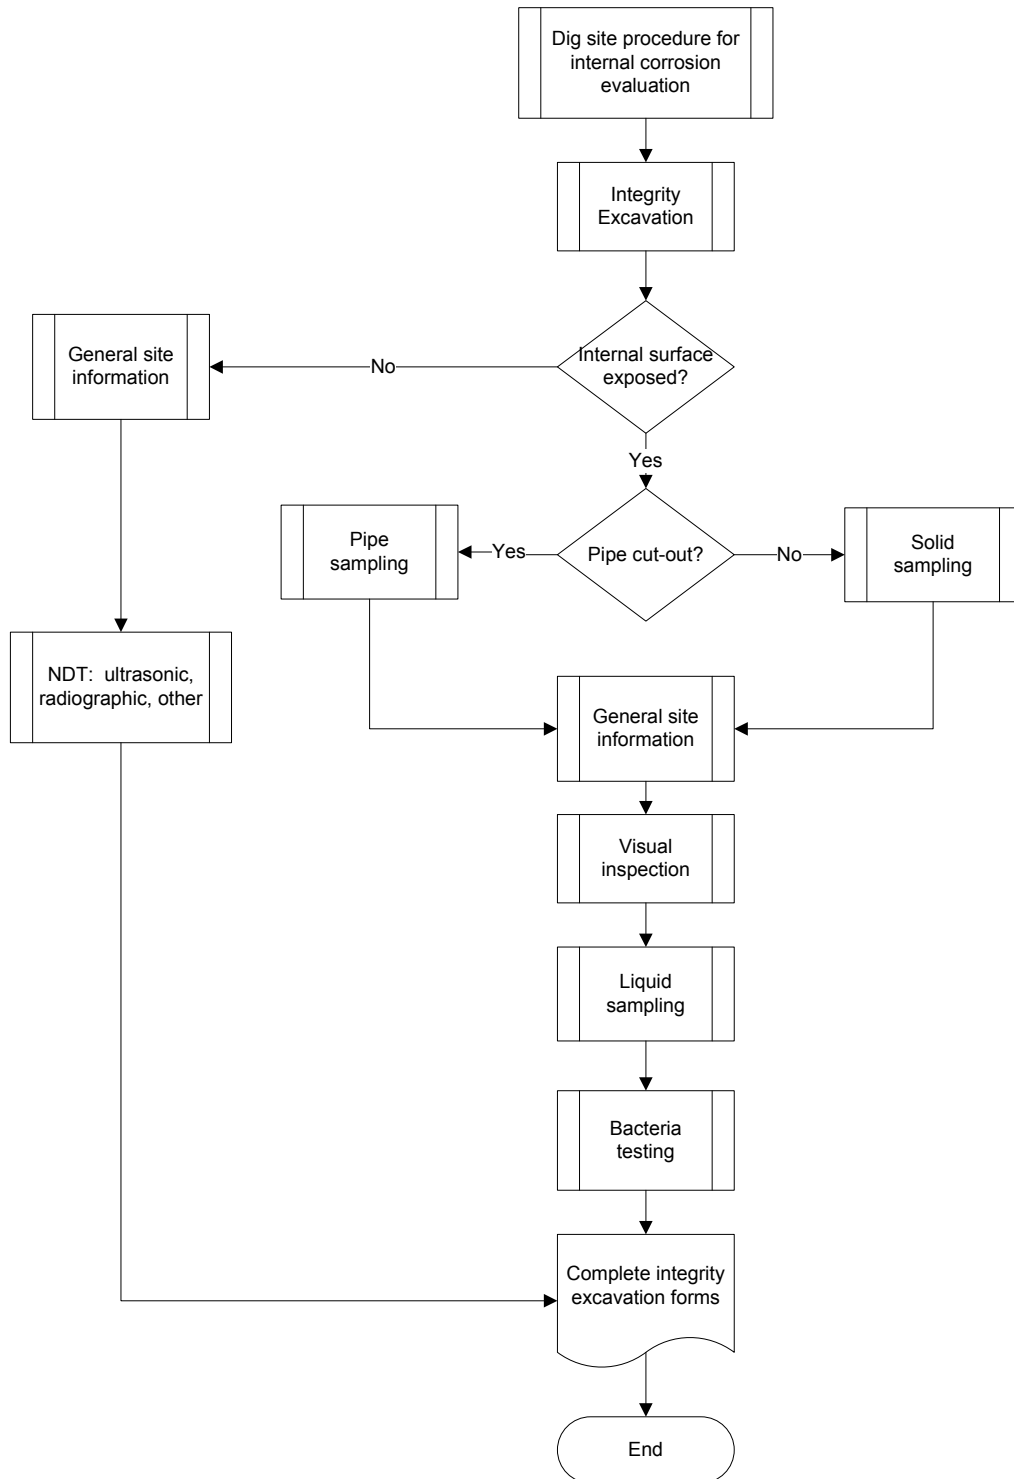 Dig site procedure for
internal corrosion
evaluation
Integrity
Excavation
Internal surface
exposed?
No
General site
information
Yes
Pipe cut-out?
Yes
Pipe
sampling
No
Solid
sampling
NDT:  ultrasonic,
radiographic, other
General site
information
Visual
inspection
Liquid
sampling
Bacteria
testing
Complete integrity
excavation forms
End